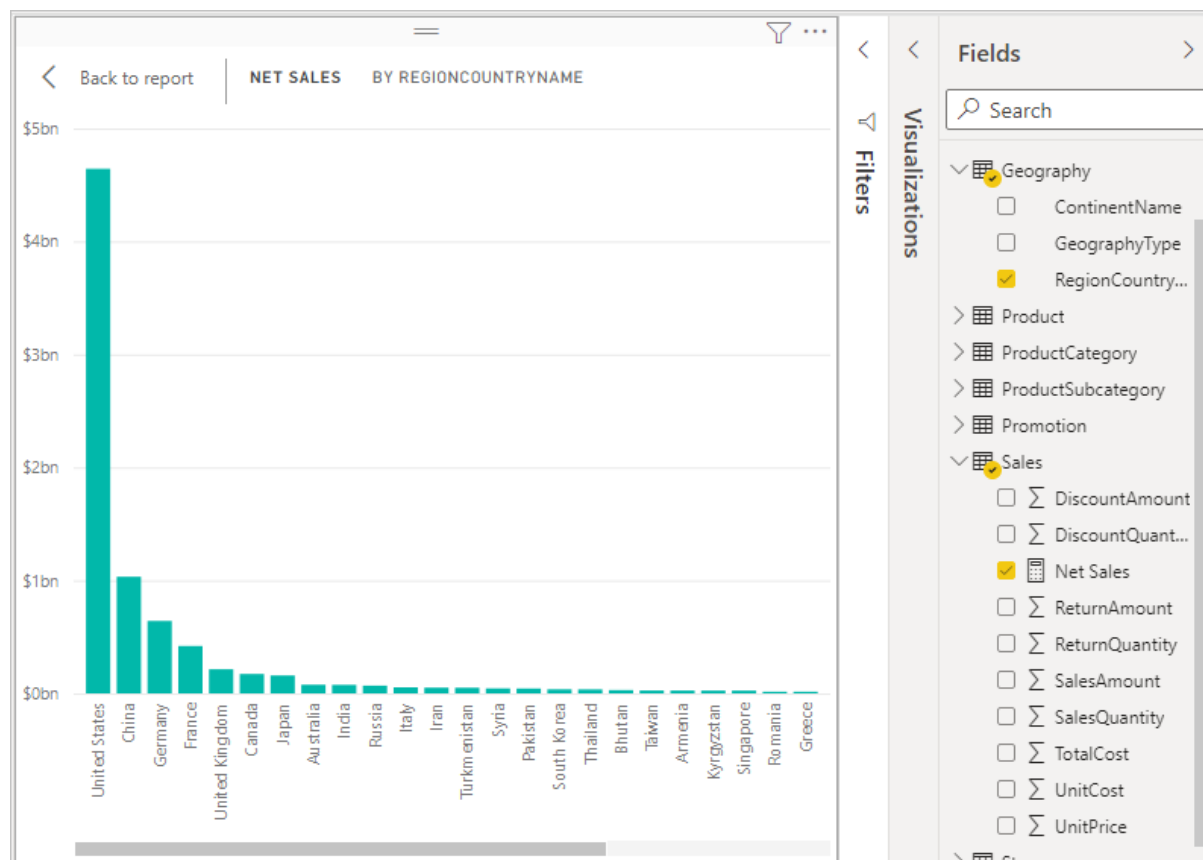 Back to report
NET SALES
BY REGIONCOUNTRYNAME
$5bn
$4bn
$3bn
$2bn
$1bn
$0bn
United States
China
Germany
France
United Kingdom
Canada
Japan
Australia
India
Russia
Italy
Iran
Turkmenistan
Syria
Pakistan
South Korea
Thailand
Bhutan
Taiwan
Armenia
Kyrgyzstan
Singapore
Romania
Greece
Filters
Visualizations
Fields
Search
Geography
ContinentName
GeographyType
RegionCountry...
Product
ProductCategory
ProductSubcategory
Promotion
Sales
DiscountAmount
DiscountQuant...
Net Sales
ReturnAmount
ReturnQuantity
SalesAmount
SalesQuantity
TotalCost
UnitCost
UnitPrice